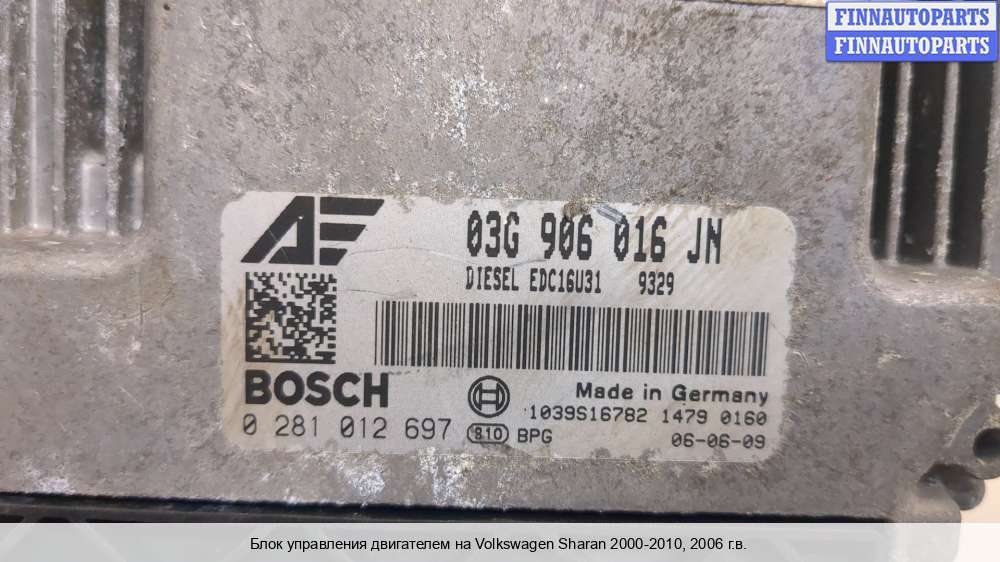 FINNAUTOPARTS
FINNAUTOPARTS
AE
03G 906 016 JN
DIESEL EDC16U31 9329
BOSCH
Made in Germany
1039S16782 1479 0160
0 281 012 697
810 BPG
06-06-09
Блок управления двигателем на Volkswagen Sharan 2000-2010, 2006 г.в.